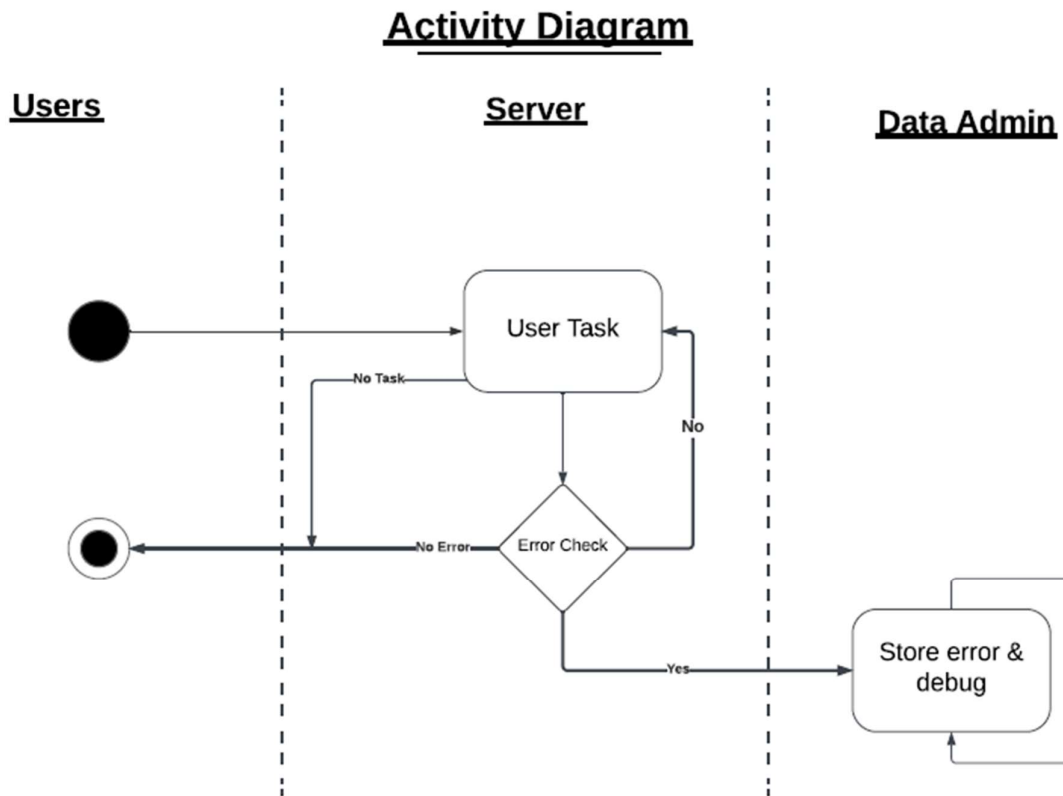 Activity Diagram
Users
Server
Data Admin
User Task
No Task
No
No Error
Error Check
Store error &
debug
Yes